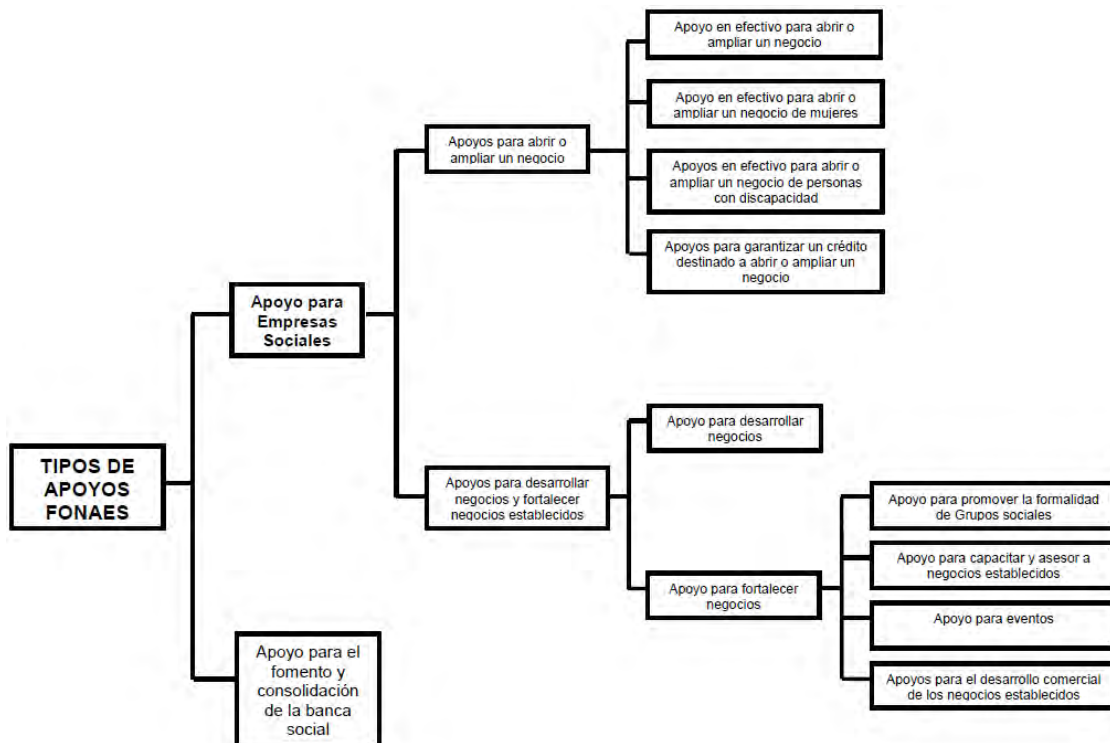 Apoyo en efectivo para abrir o
ampliar un negocio
Apoyo en efectivo para abrir o
ampliar un negocio de mujeres
Apoyos para abrir o
ampliar un negocio
Apoyos en efectivo para abrir o
ampliar un negocio de personas
con discapacidad
Apoyos para garantizar un crédito
destinado a abrir o ampliar un
negocio
Apoyo para
Empresas
Sociales
Apoyo para desarrollar
negocios
TIPOS DE
APOYOS
FONAES
Apoyos para desarrollar
negocios y fortalecer
negocios establecidos
Apoyo para promover la formalidad
de Grupos sociales
Apoyo para capacitar y asesor a
negocios establecidos
Apoyo para fortalecer
negocios
Apoyo para eventos
Apoyos para el desarrollo comercial
de los negocios establecidos
Apoyo para el
fomento y
consolidación
de la banca
social